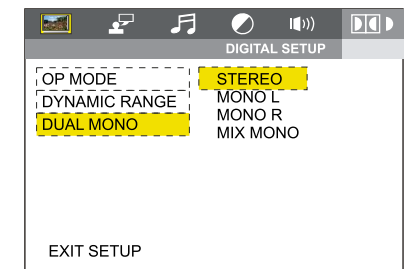 DIGITAL SETUP
OP MODE
DYNAMIC RANGE
DUAL MONO
STEREO
MONO L
MONO R
MIX MONO
EXIT SETUP